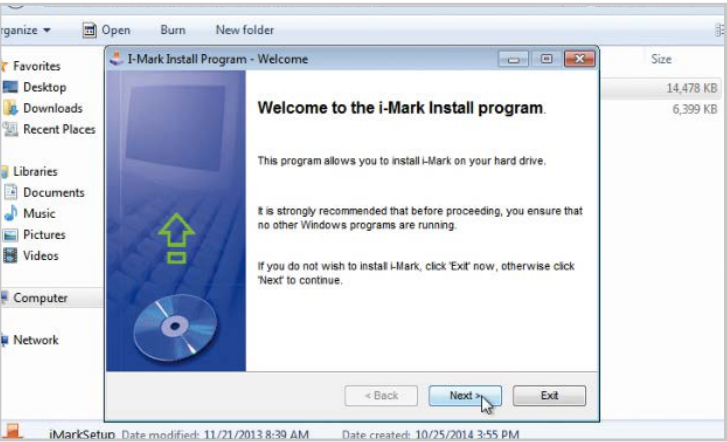 Open Burn New folder
I-Mark Install Program - Welcome
Size
Favorites
Desktop
14,478 KB
Downloads
6,399 KB
Recent Places
Libraries
Documents
Music
Pictures
Videos
Computer
Network
Welcome to the i-Mark Install program.
This program allows you to install i-Mark on your hard drive.
It is strongly recommended that before proceeding, you ensure that
no other Windows programs are running.
If you do not wish to install i-Mark, click 'Exit' now, otherwise click
'Next' to continue.
< Back Next > Exit
iMarkSetup Date modified: 11/21/2013 8:39 AM Date created: 10/25/2014 3:55 PM